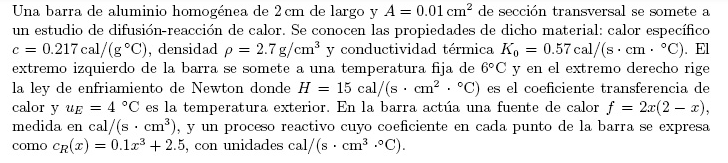 Una barra de aluminio homogénea de 2 cm de largo y A = 0.01 cm² de sección transversal se somete a
un estudio de difusión-reacción de calor. Se conocen las propiedades de dicho material: calor específico
c = 0.217 cal/(g °C), densidad ρ = 2.7 g/cm³ y conductividad térmica K₀ = 0.57 cal/(s · cm · °C). El
extremo izquierdo de la barra se somete a una temperatura fija de 6°C y en el extremo derecho rige
la ley de enfriamiento de Newton donde H = 15 cal/(s · cm² · °C) es el coeficiente transferencia de
calor y u_E = 4 °C es la temperatura exterior. En la barra actúa una fuente de calor f = 2x(2 − x),
medida en cal/(s · cm³), y un proceso reactivo cuyo coeficiente en cada punto de la barra se expresa
como c_R(x) = 0.1x³ + 2.5, con unidades cal/(s · cm³ ·°C).